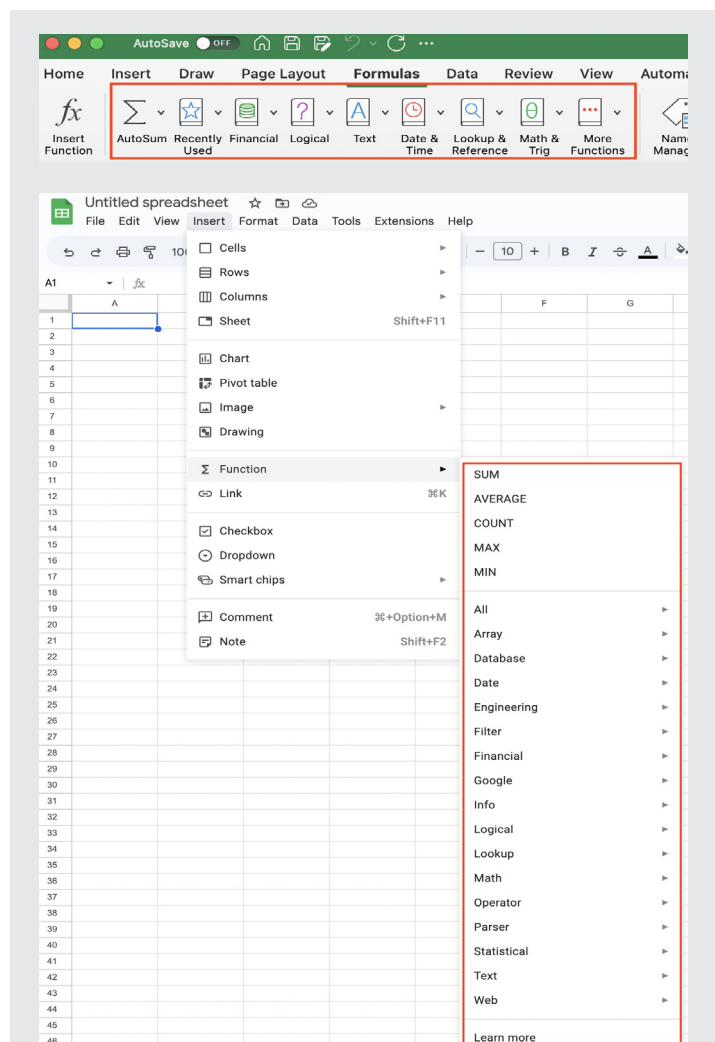 AutoSave OFF
Home Insert Draw Page Layout Formulas Data Review View
fx
Insert Function
AutoSum
Recently Used
Financial
Logical
Text
Date & Time
Lookup & Reference
Math & Trig
More Functions
Untitled spreadsheet
File Edit View Insert Format Data Tools Extensions Help
10
B I A
A1 fx
A F G
Cells
Rows
Columns
Sheet Shift+F11
Chart
Pivot table
Image
Drawing
Function
Link ⌘K
Checkbox
Dropdown
Smart chips
Comment ⌘+Option+M
Note Shift+F2
SUM
AVERAGE
COUNT
MAX
MIN
All
Array
Database
Date
Engineering
Filter
Financial
Google
Info
Logical
Lookup
Math
Operator
Parser
Statistical
Text
Web
Learn more
1
2
3
4
5
6
7
8
9
10
11
12
13
14
15
16
17
18
19
20
21
22
23
24
25
26
27
28
29
30
31
32
33
34
35
36
37
38
39
40
41
42
43
44
45
46